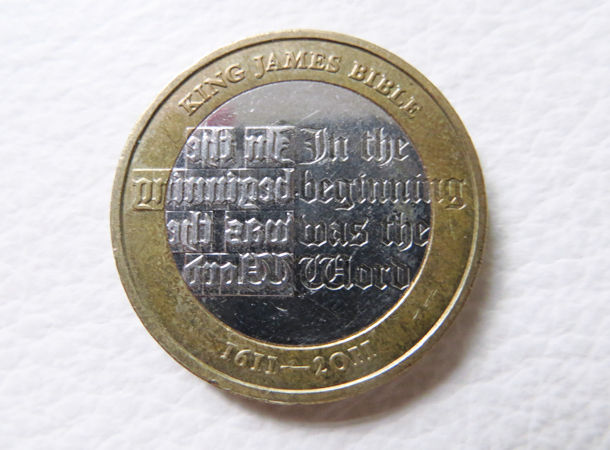 KING JAMES BIBLE
In the
beginning
was the
Word
1611—2011